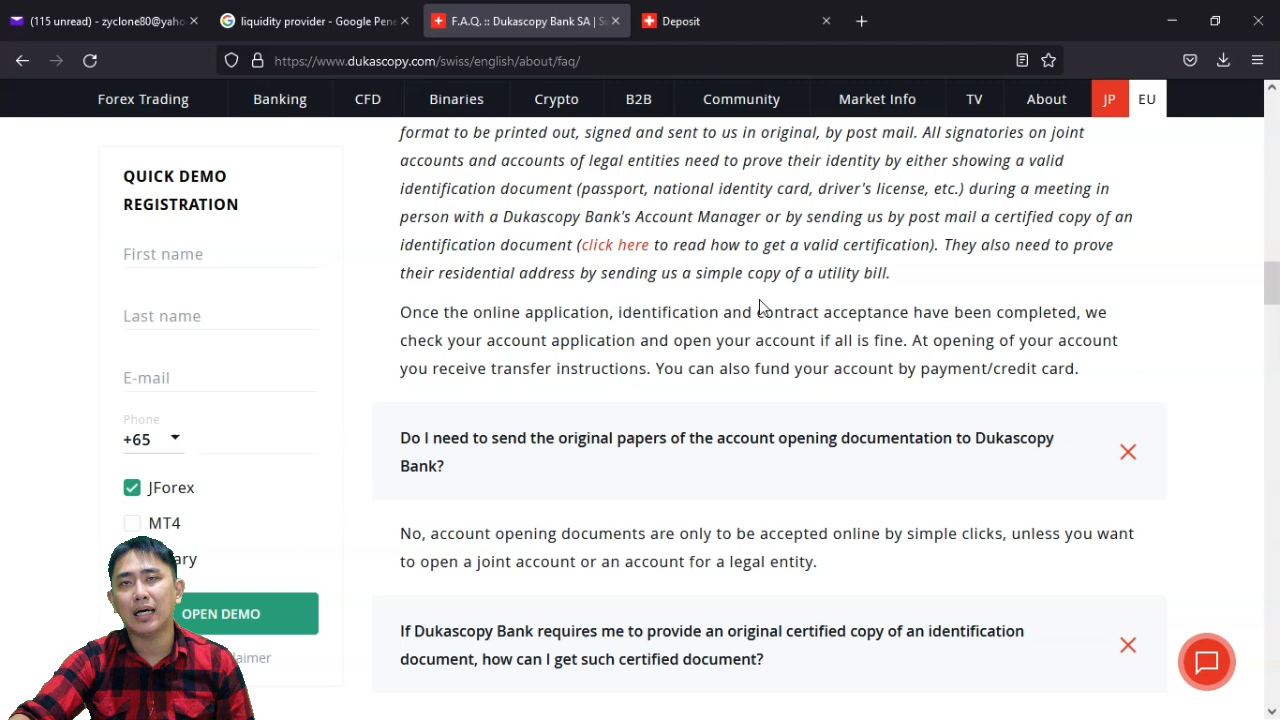 (115 unread) - zyclone80@yaho
liquidity provider - Google Pene
F.A.Q. :: Dukascopy Bank SA | S
Deposit
https://www.dukascopy.com/swiss/english/about/faq/
Forex Trading
Banking
CFD
Binaries
Crypto
B2B
Community
Market Info
TV
About
JP
EU
QUICK DEMO
REGISTRATION
First name
Last name
E-mail
Phone
+65
JForex
MT4
ary
OPEN DEMO
laimer
format to be printed out, signed and sent to us in original, by post mail. All signatories on joint
accounts and accounts of legal entities need to prove their identity by either showing a valid
identification document (passport, national identity card, driver's license, etc.) during a meeting in
person with a Dukascopy Bank's Account Manager or by sending us by post mail a certified copy of an
identification document (click here to read how to get a valid certification). They also need to prove
their residential address by sending us a simple copy of a utility bill.
Once the online application, identification and contract acceptance have been completed, we
check your account application and open your account if all is fine. At opening of your account
you receive transfer instructions. You can also fund your account by payment/credit card.
Do I need to send the original papers of the account opening documentation to Dukascopy
Bank?
No, account opening documents are only to be accepted online by simple clicks, unless you want
to open a joint account or an account for a legal entity.
If Dukascopy Bank requires me to provide an original certified copy of an identification
document, how can I get such certified document?